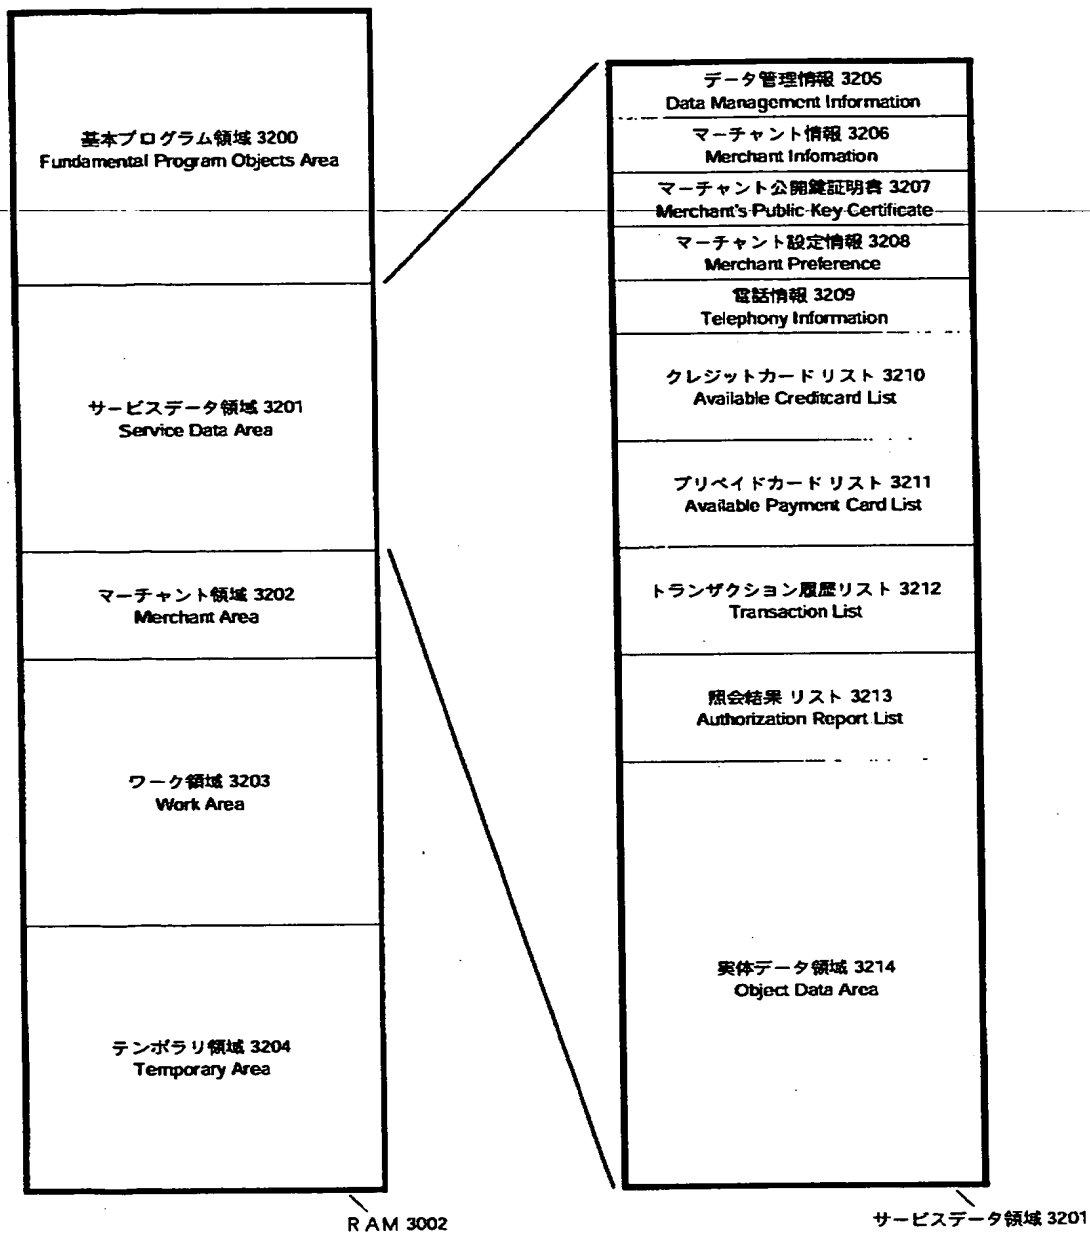 基本プログラム領域 3200
Fundamental Program Objects Area
サービスデータ領域 3201
Service Data Area
マーチャント領域 3202
Merchant Area
ワーク領域 3203
Work Area
テンポラリ領域 3204
Temporary Area
RAM 3002
データ管理情報 3205
Data Management Information
マーチャント情報 3206
Merchant Infomation
マーチャント公開鍵証明書 3207
Merchant's Public Key Certificate
マーチャント設定情報 3208
Merchant Preference
電話情報 3209
Telephony Information
クレジットカード リスト 3210
Available Creditcard List
プリペイドカード リスト 3211
Available Payment Card List
トランザクション履歴リスト 3212
Transaction List
照会結果 リスト 3213
Authorization Report List
実体データ領域 3214
Object Data Area
サービスデータ領域 3201